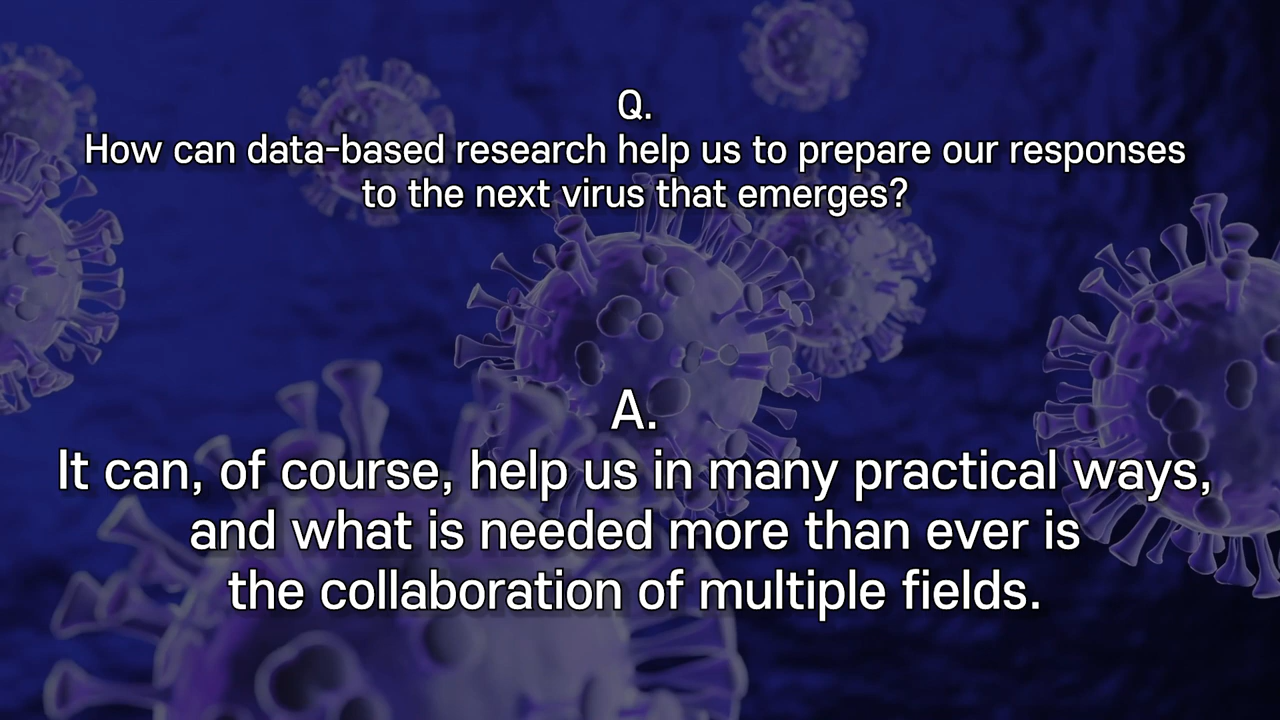 Q.
How can data-based research help us to prepare our responses
to the next virus that emerges?
A.
It can, of course, help us in many practical ways,
and what is needed more than ever is
the collaboration of multiple fields.